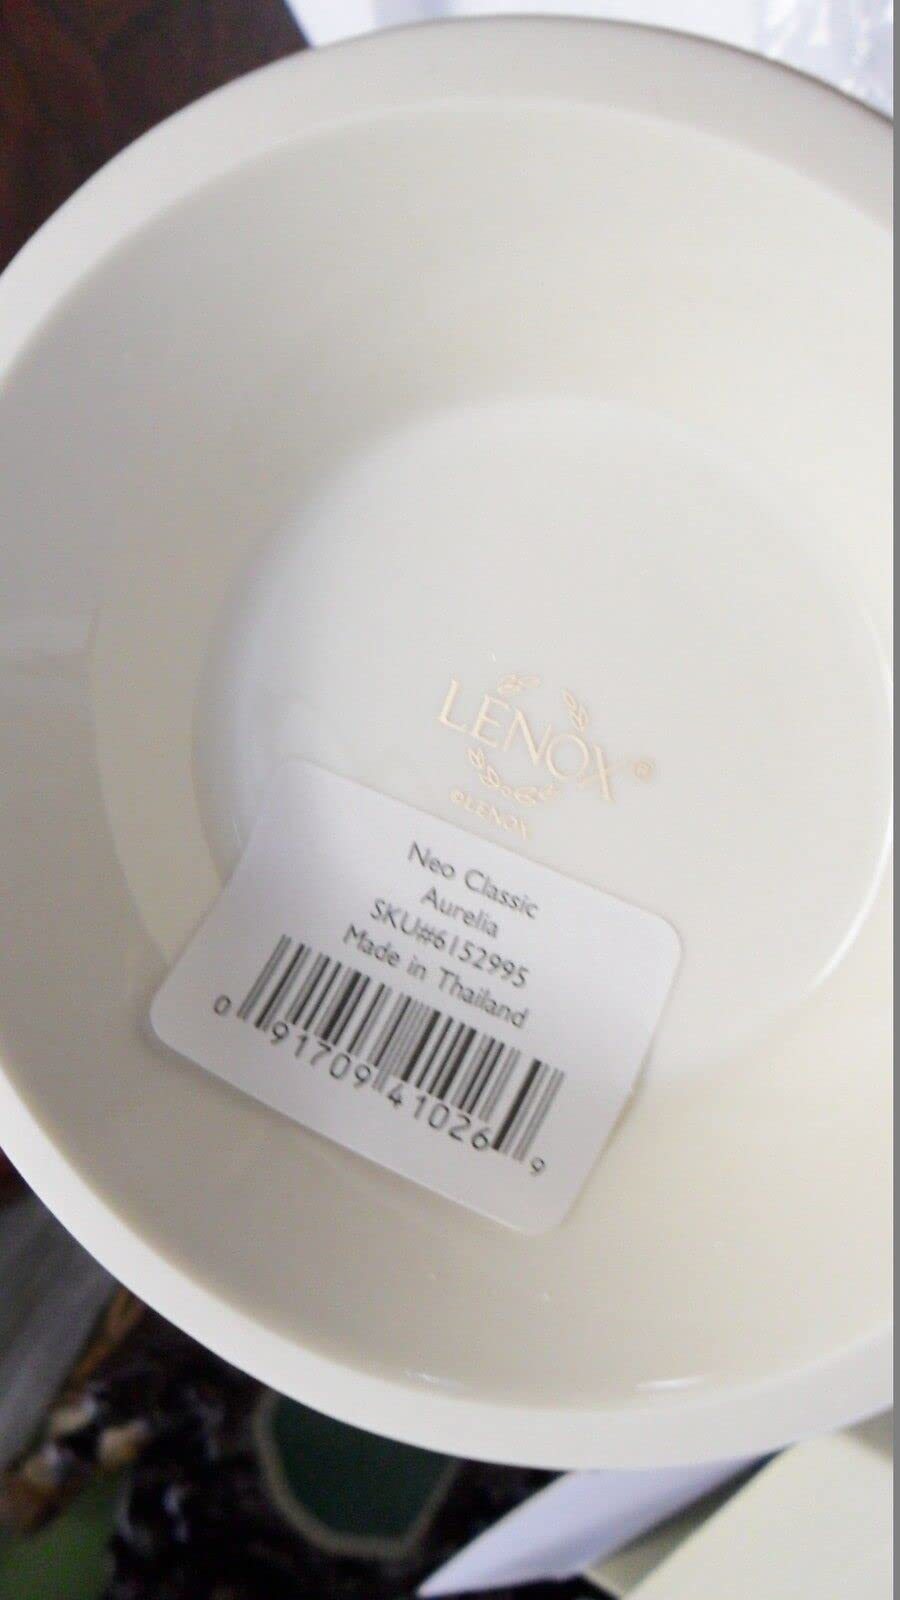 LENOX®
©LENOX
Neo Classic
Aurelia
SKU#6152995
Made in Thailand
0 91709 41026 9